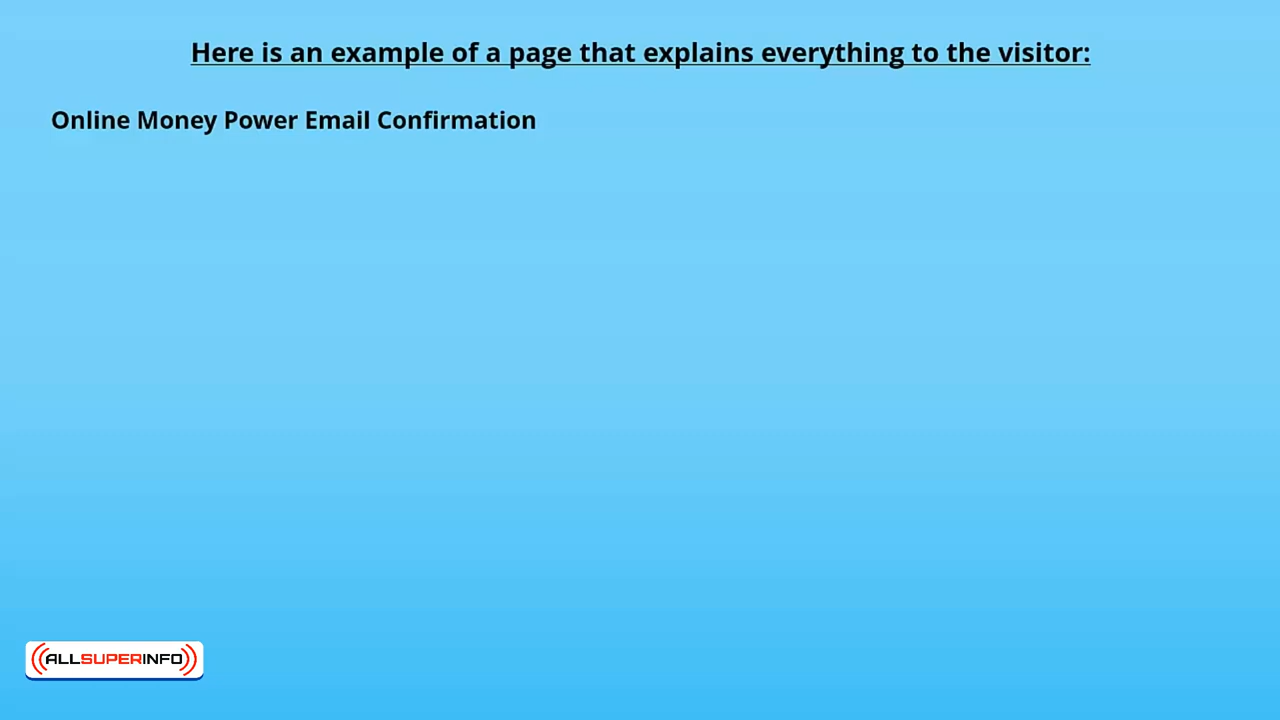 Here is an example of a page that explains everything to the visitor:
Online Money Power Email Confirmation
ALLSUPERINFO